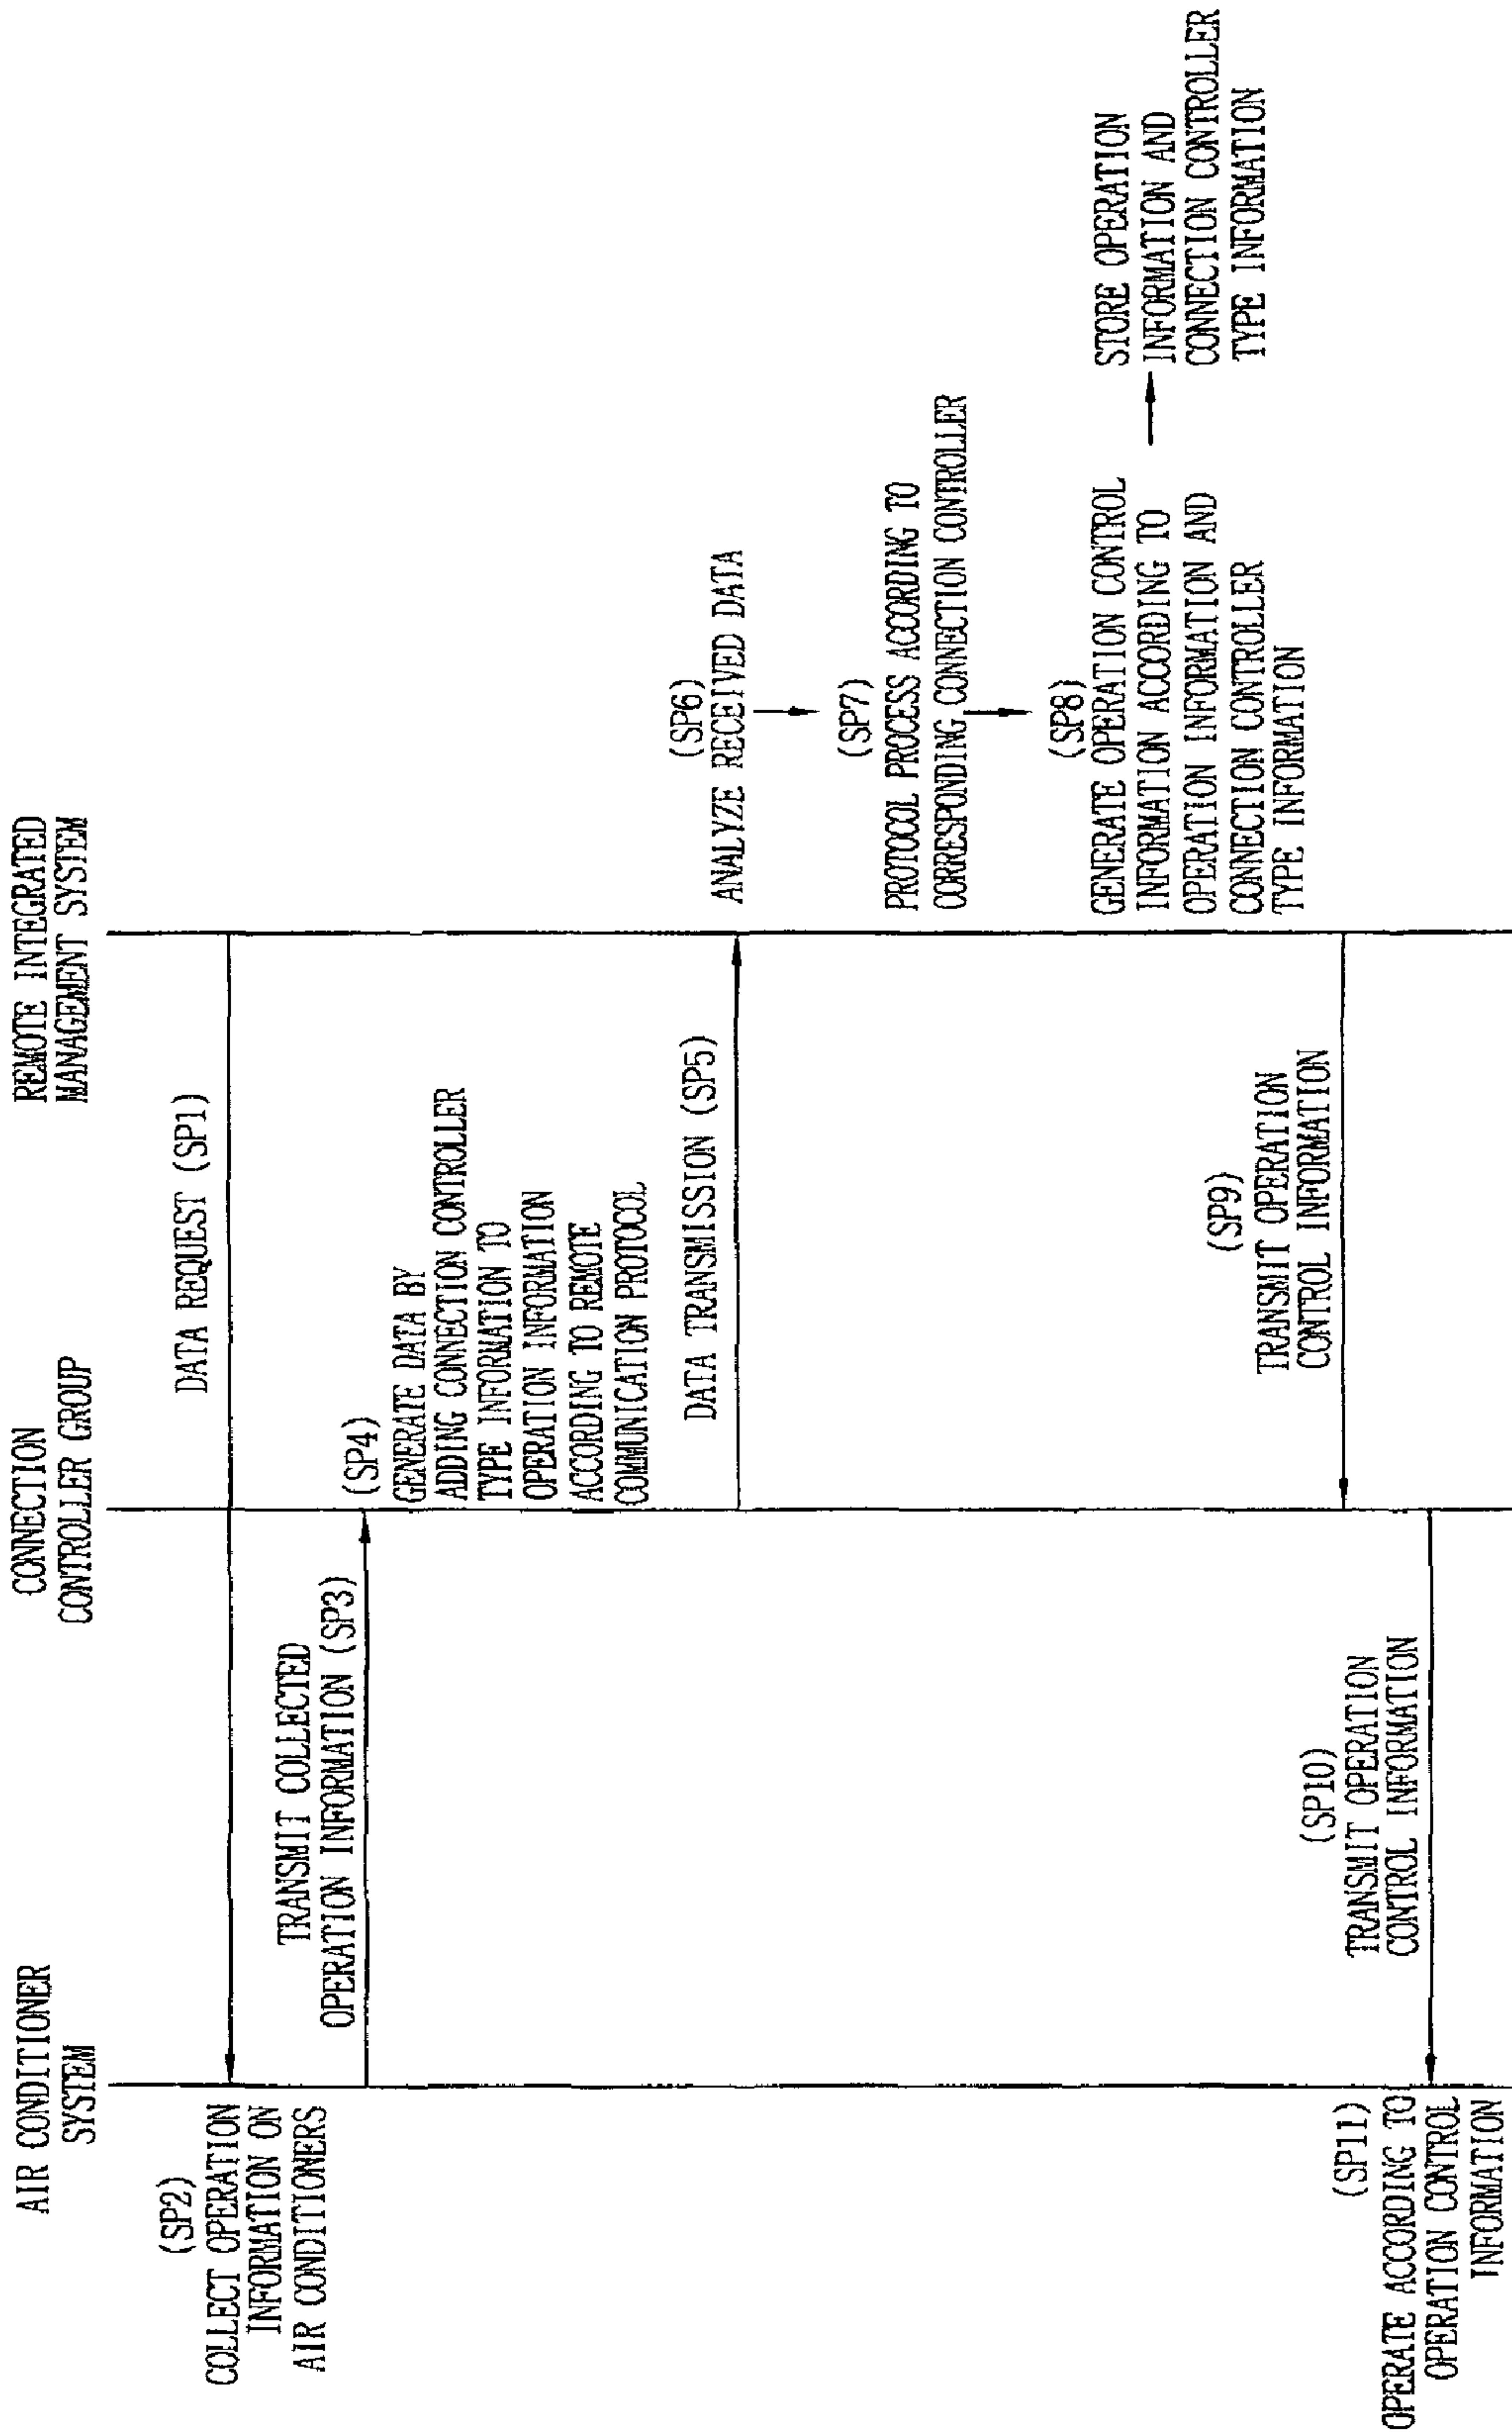 AIR CONDITIONER
SYSTEM
CONNECTION
CONTROLLER GROUP
REMOTE INTEGRATED
MANAGEMENT SYSTEM
DATA REQUEST (SP1)
(SP2)
COLLECT OPERATION
INFORMATION ON
AIR CONDITIONERS
TRANSMIT COLLECTED
OPERATION INFORMATION (SP3)
(SP4)
GENERATE DATA BY
ADDING CONNECTION CONTROLLER
TYPE INFORMATION TO
OPERATION INFORMATION
ACCORDING TO REMOTE
COMMUNICATION PROTOCOL
DATA TRANSMISSION (SP5)
(SP6)
ANALYZE RECEIVED DATA
(SP7)
PROTOCOL PROCESS ACCORDING TO
CORRESPONDING CONNECTION CONTROLLER
(SP8)
GENERATE OPERATION CONTROL
INFORMATION ACCORDING TO
OPERATION INFORMATION AND
CONNECTION CONTROLLER
TYPE INFORMATION
STORE OPERATION
INFORMATION AND
CONNECTION CONTROLLER
TYPE INFORMATION
(SP9)
TRANSMIT OPERATION
CONTROL INFORMATION
(SP10)
TRANSMIT OPERATION
CONTROL INFORMATION
(SP11)
OPERATE ACCORDING TO
OPERATION CONTROL
INFORMATION